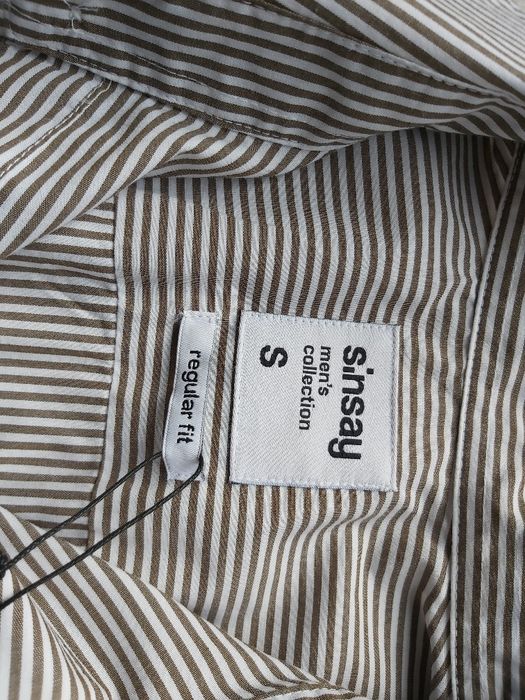 sinsay
men's
collection
S
regular fit